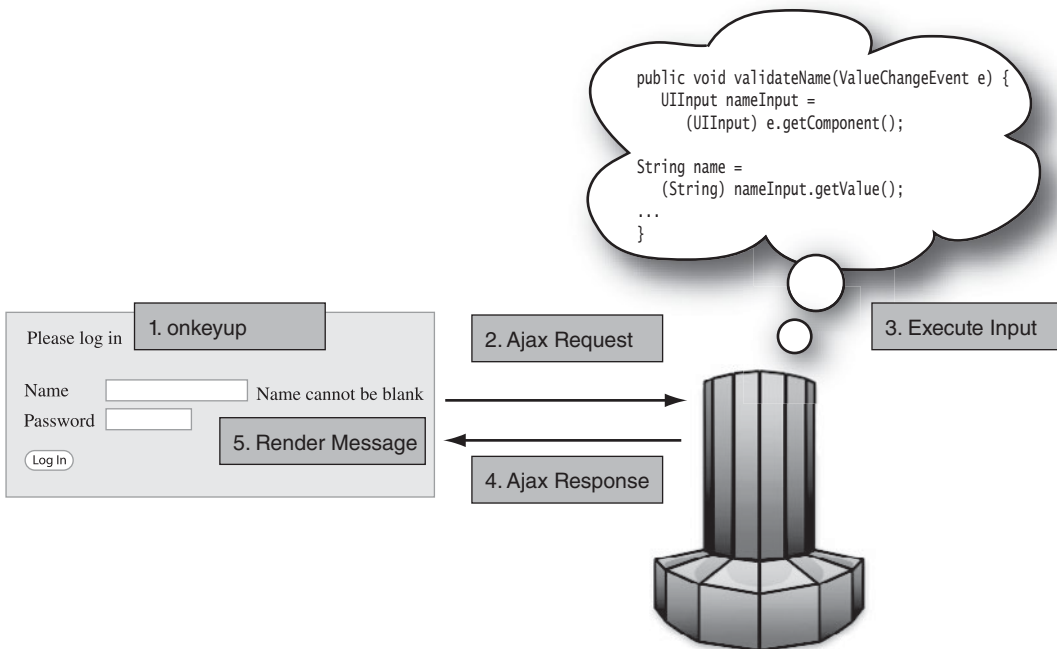 public void validateName(ValueChangeEvent e) {
UIInput nameInput =
(UIInput) e.getComponent();
String name =
(String) nameInput.getValue();
...
}
1. onkeyup
Please log in
2. Ajax Request
3. Execute Input
Name
Name cannot be blank
Password
5. Render Message
Log In
4. Ajax Response